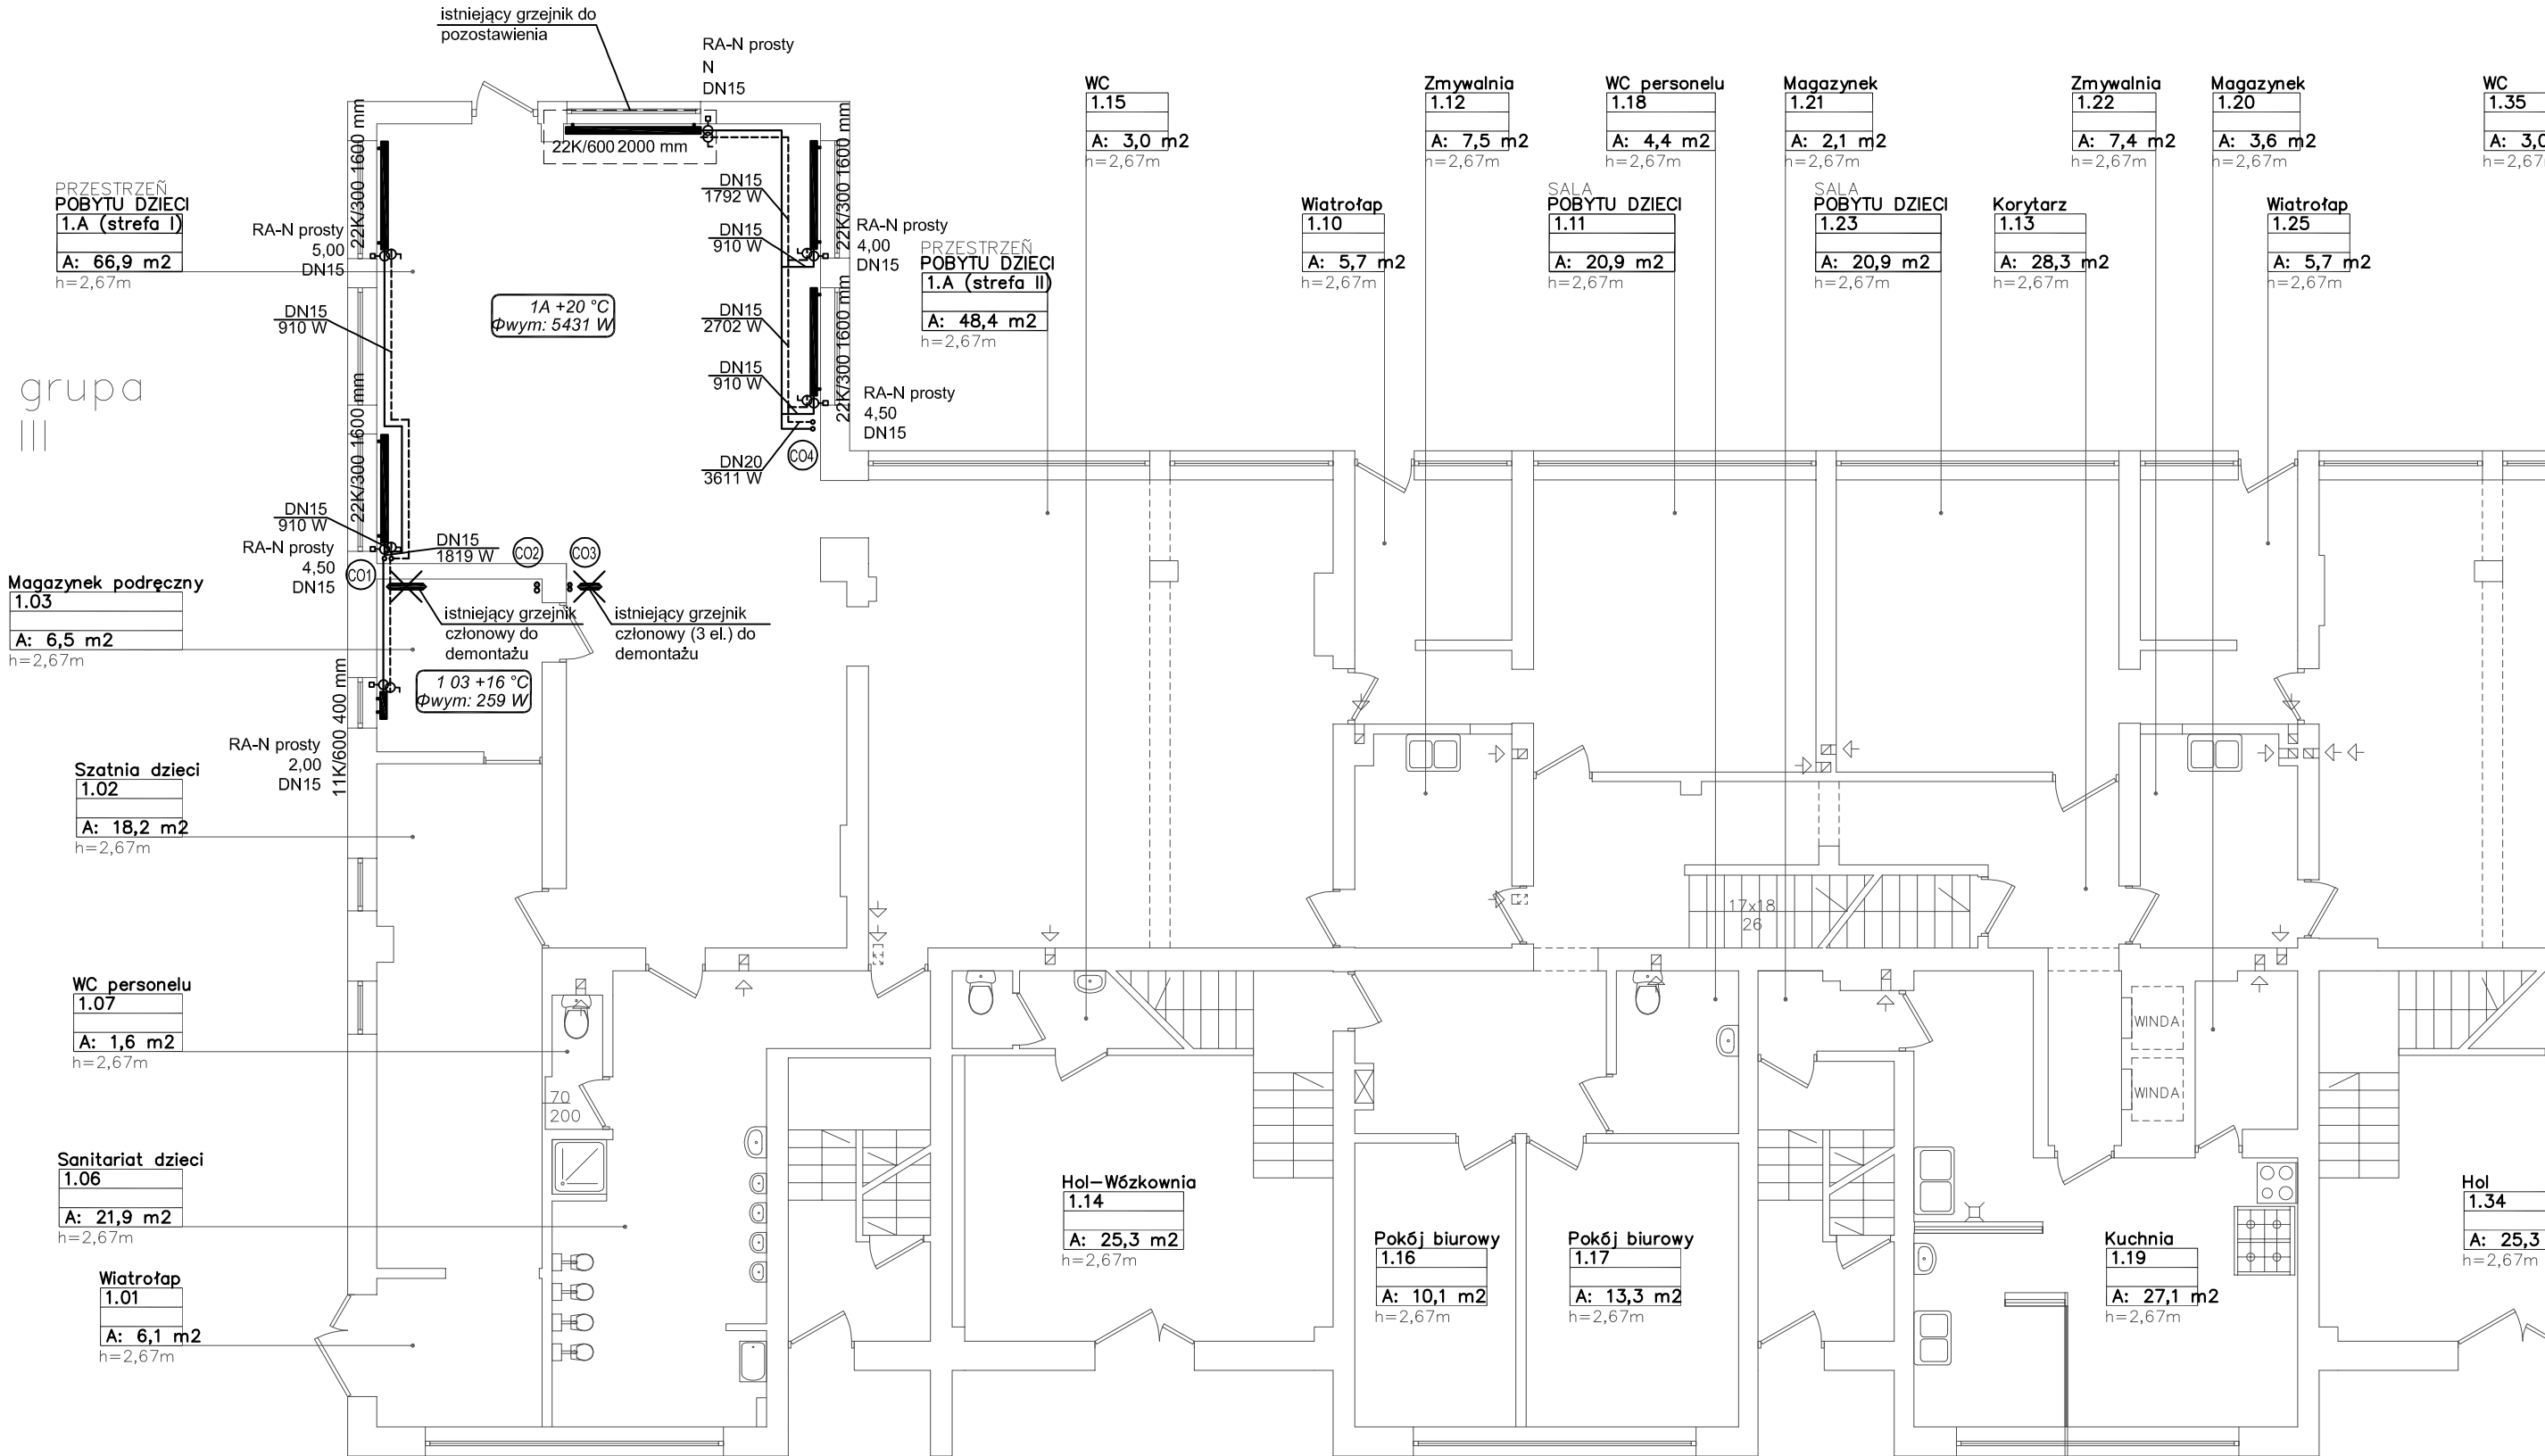 istniejący grzejnik do
pozostawienia
RA-N prosty
N
DN15
22K/600 2000 mm
22K/300 1600 mm
22K/300 1600 mm
PRZESTRZEŃ
POBYTU DZIECI
1.A (strefa I)
A: 66,9 m2
h=2,67m
RA-N prosty
5,00
DN15
DN15
1792 W
DN15
910 W
RA-N prosty
4,00
DN15
PRZESTRZEŃ
POBYTU DZIECI
1.A (strefa II)
A: 48,4 m2
h=2,67m
1A +20 °C
Φwym: 5431 W
DN15
910 W
DN15
2702 W
DN15
910 W
22K/300 1600 mm
RA-N prosty
4,50
DN15
DN20
3611 W
CO4
grupa
III
22K/300 1600 mm
DN15
910 W
RA-N prosty
4,50
DN15
DN15
1819 W
CO1
CO2
CO3
istniejący grzejnik
członowy do
demontażu
istniejący grzejnik
członowy (3 el.) do
demontażu
Magazynek podręczny
1.03
A: 6,5 m2
h=2,67m
1 03 +16 °C
Φwym: 259 W
11K/600 400 mm
RA-N prosty
2,00
DN15
Szatnia dzieci
1.02
A: 18,2 m2
h=2,67m
WC personelu
1.07
A: 1,6 m2
h=2,67m
70
200
Sanitariat dzieci
1.06
A: 21,9 m2
h=2,67m
Wiatrołap
1.01
A: 6,1 m2
h=2,67m
WC
1.15
A: 3,0 m2
h=2,67m
Zmywalnia
1.12
A: 7,5 m2
h=2,67m
WC personelu
1.18
A: 4,4 m2
h=2,67m
Magazynek
1.21
A: 2,1 m2
h=2,67m
Zmywalnia
1.22
A: 7,4 m2
h=2,67m
Magazynek
1.20
A: 3,6 m2
h=2,67m
WC
1.35
A: 3,0
h=2,67m
Wiatrołap
1.10
A: 5,7 m2
h=2,67m
SALA
POBYTU DZIECI
1.11
A: 20,9 m2
h=2,67m
SALA
POBYTU DZIECI
1.23
A: 20,9 m2
h=2,67m
Korytarz
1.13
A: 28,3 m2
h=2,67m
Wiatrołap
1.25
A: 5,7 m2
h=2,67m
17x18
26
WINDA
WINDA
Hol-Wózkownia
1.14
A: 25,3 m2
h=2,67m
Pokój biurowy
1.16
A: 10,1 m2
h=2,67m
Pokój biurowy
1.17
A: 13,3 m2
h=2,67m
Kuchnia
1.19
A: 27,1 m2
h=2,67m
Hol
1.34
A: 25,3
h=2,67m